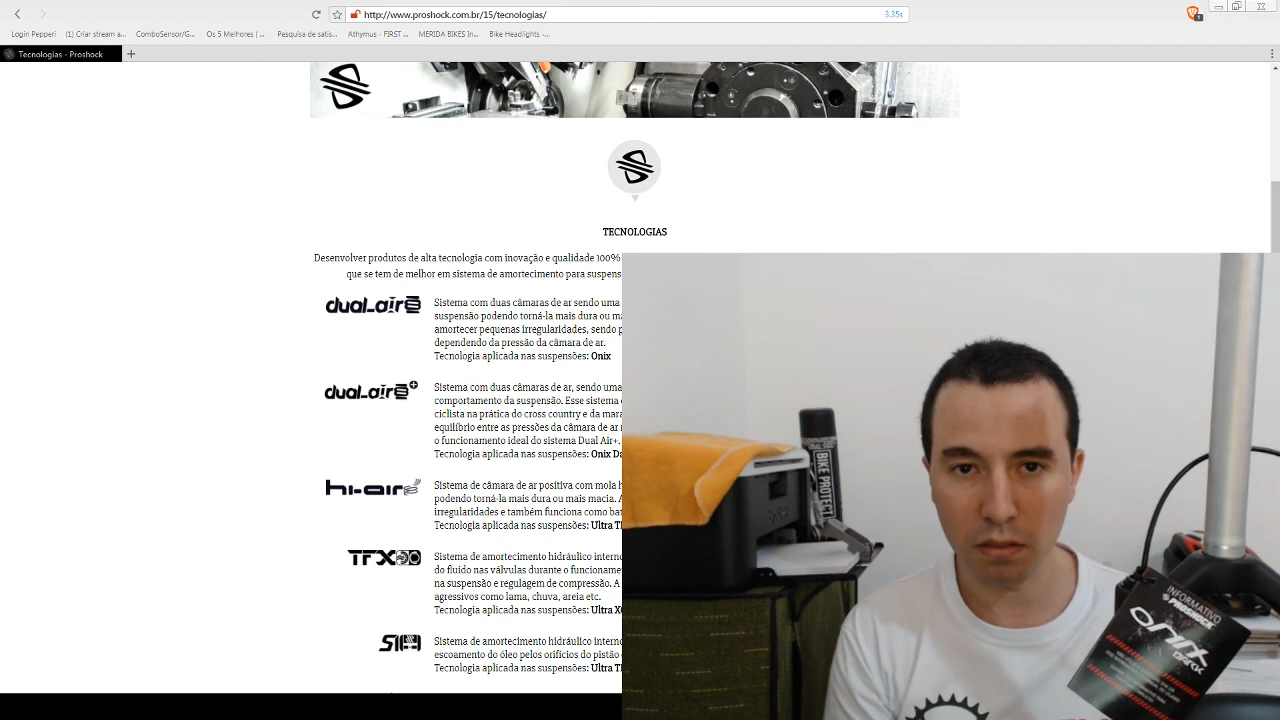 http://www.proshock.com.br/15/tecnologias/
3.35s
Login Pepperi
(1) Criar stream a...
ComboSensor/G...
Os 5 Melhores | ...
Pesquisa de satis...
Athymus - FIRST ...
MERIDA BIKES In...
Bike Headlights -...
Tecnologias - Proshock
TECNOLOGIAS
Desenvolver produtos de alta tecnologia com inovação e qualidade 100%
que se tem de melhor em sistema de amortecimento para suspens
dual_air
Sistema com duas câmaras de ar sendo uma
suspensão podendo torná-la mais dura ou ma
amortecer pequenas irregularidades, sendo p
dependendo da pressão da câmara de ar.
Tecnologia aplicada nas suspensões: Onix
dual_air+
Sistema com duas câmaras de ar, sendo uma
comportamento da suspensão. Esse sistema
ciclista na prática do cross country e da mara
equilíbrio entre as pressões da câmara de ar
o funcionamento ideal do sistema Dual Air+.
Tecnologia aplicada nas suspensões: Onix Da
hi-air
Sistema de câmara de ar positiva com mola h
podendo torná-la mais dura ou mais macia. A
irregularidades e também funciona como bat
Tecnologia aplicada nas suspensões: Ultra T
TFX
Sistema de amortecimento hidráulico intern
do fluido nas válvulas durante o funcionamen
na suspensão e regulagem de compressão. A
agressivos como lama, chuva, areia etc.
Tecnologia aplicada nas suspensões: Ultra X
Sistema de amortecimento hidráulico intern
escoamento do óleo pelos orifícios do pistão
Tecnologia aplicada nas suspensões: Ultra T
BIKE PROTECT
INFORMATIVO
PROSHOCK
ONIX
DARK